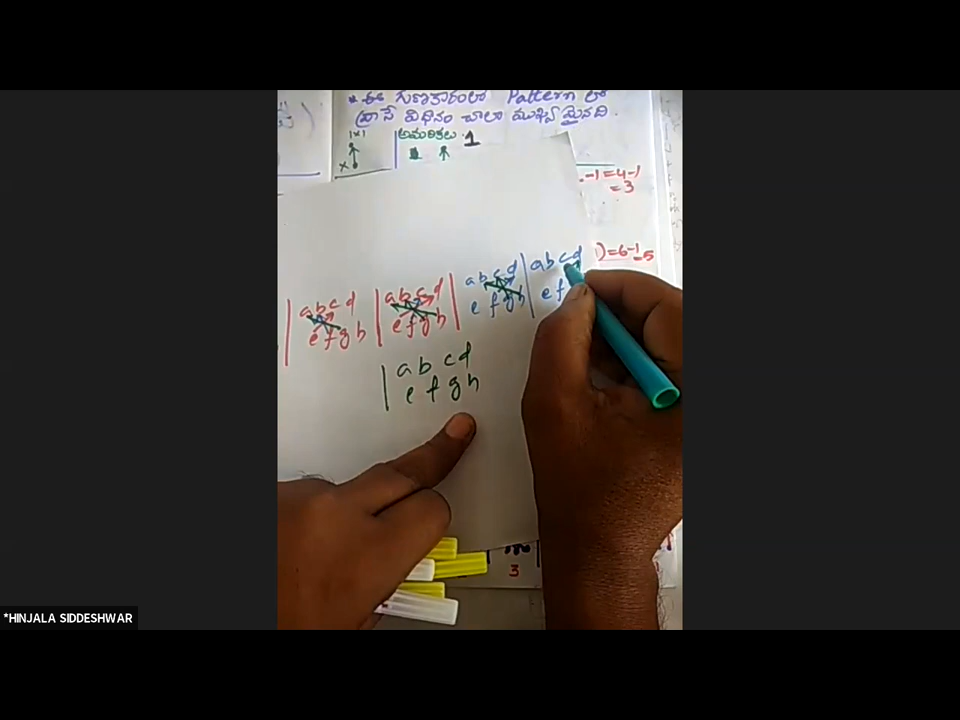 * ఈ గుణకారంలో Pattern లో
వ్రాసే విధానం చాలా ముఖ్యమైనది.
1x1
అమరికలు. 1
x
-1=4-1
=3
)=6-1
=5
abcd
efgh
abcd
efgh
abcd
efgh
abcd
ef
abcd
efgh
3
*HINJALA SIDDESHWAR